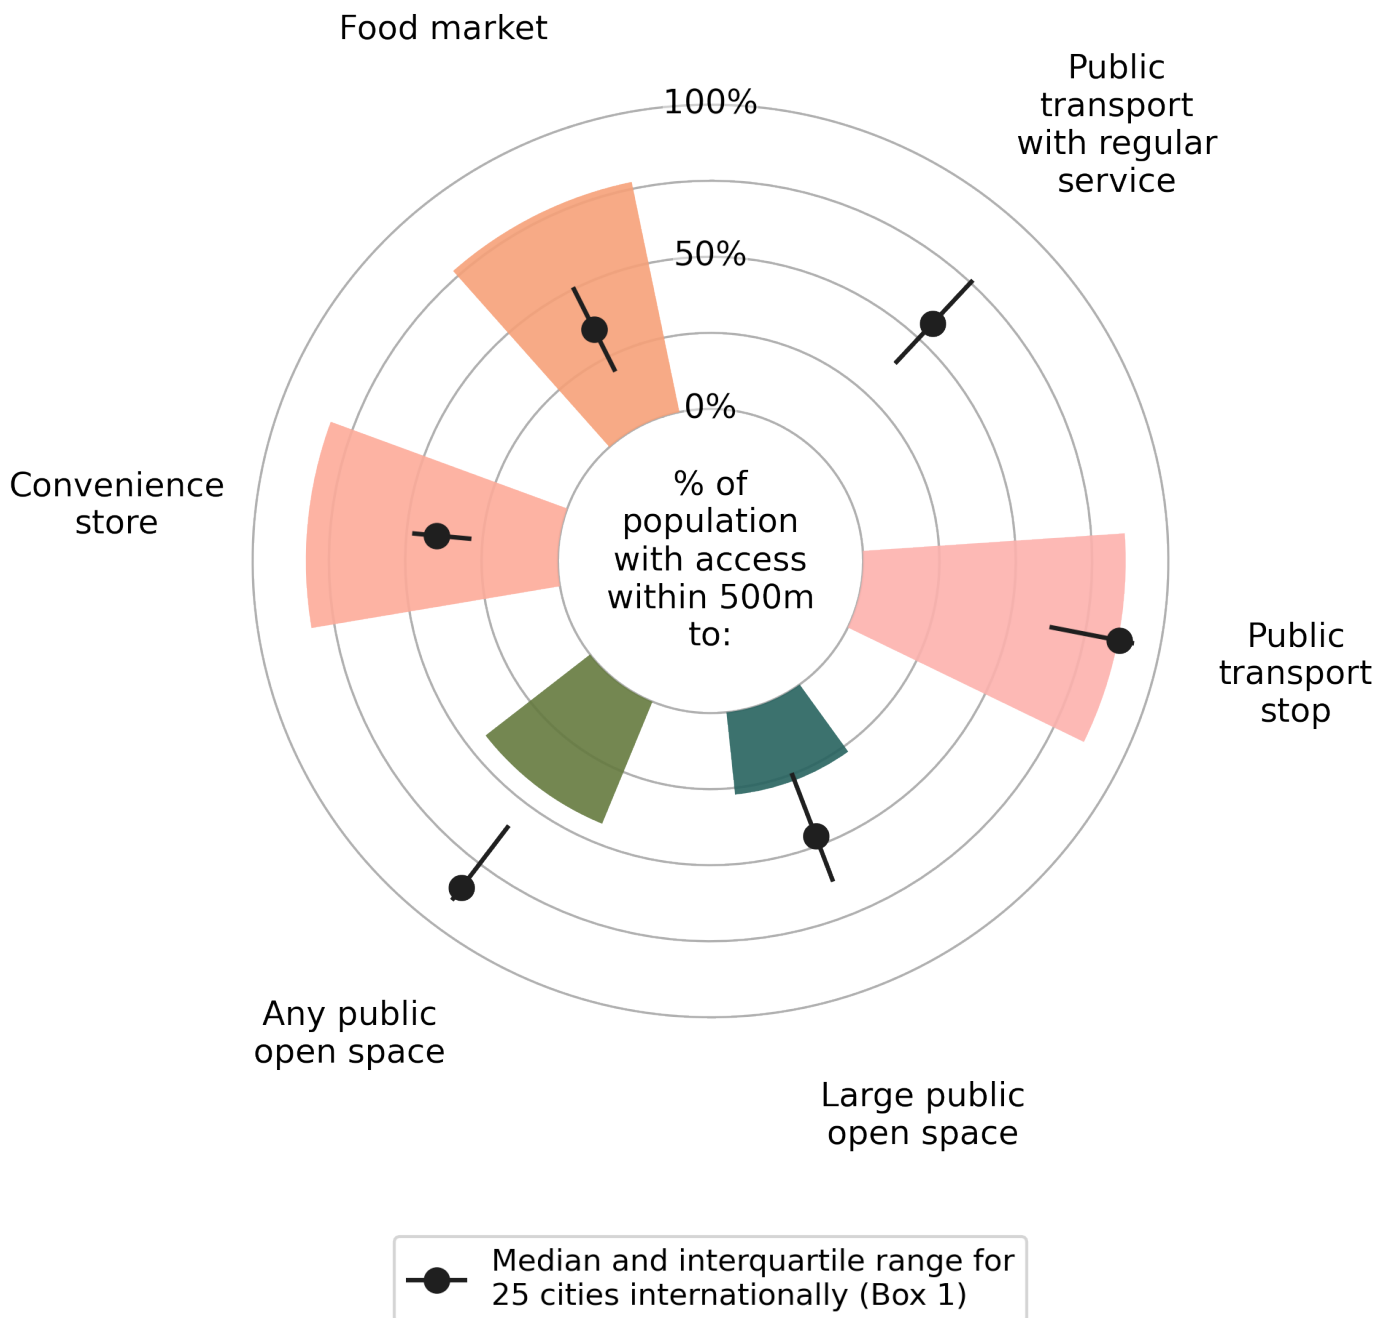 Food market
Public
transport
with regular
service
100%
50%
0%
% of
population
with access
within 500m
to:
Convenience
store
Public
transport
stop
Any public
open space
Large public
open space
Median and interquartile range for
25 cities internationally (Box 1)